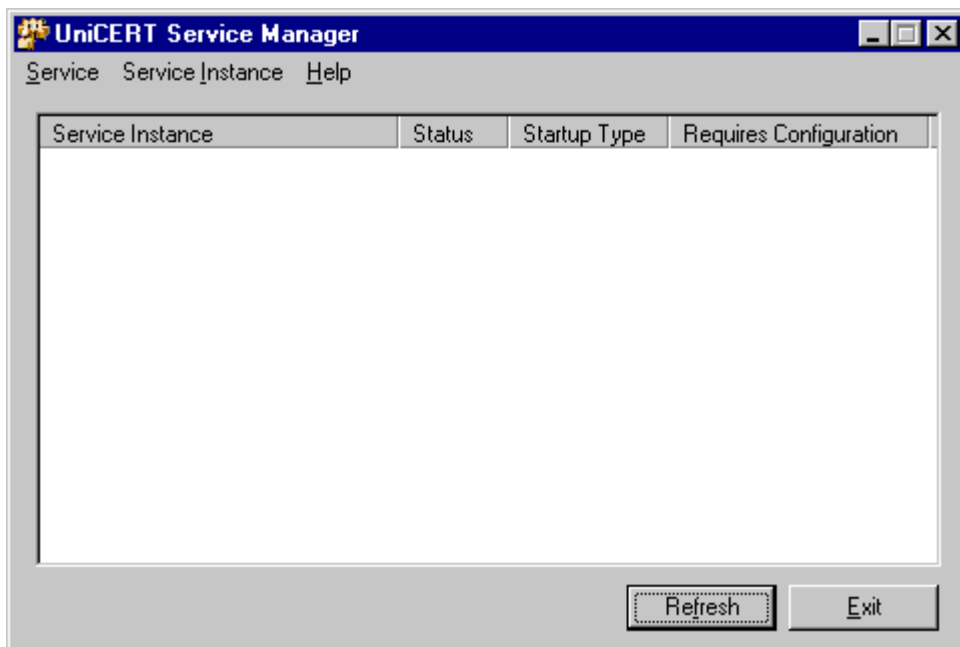 UniCERT Service Manager
Service Service Instance Help
Service Instance Status Startup Type Requires Configuration
Refresh Exit